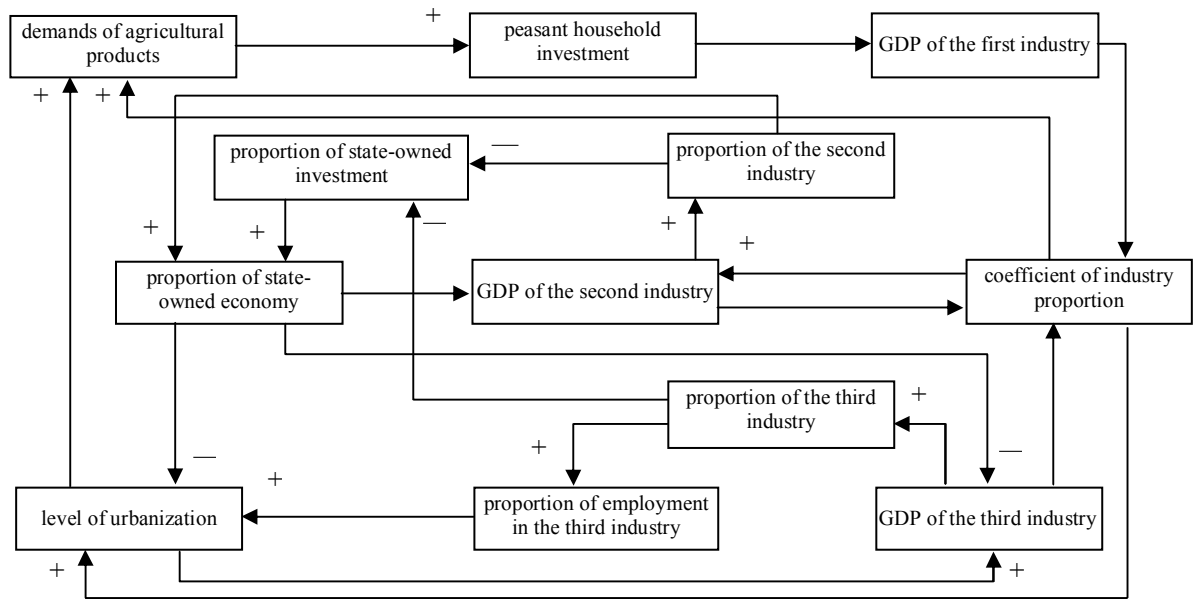 demands of agricultural
products
+
peasant household
investment
GDP of the first industry
+
+
proportion of state-owned
investment
—
proportion of the second
industry
+
+
—
+
+
proportion of state-
owned economy
GDP of the second industry
coefficient of industry
proportion
proportion of the third
industry
+
+
—
+
—
level of urbanization
proportion of employment
in the third industry
GDP of the third industry
+
+